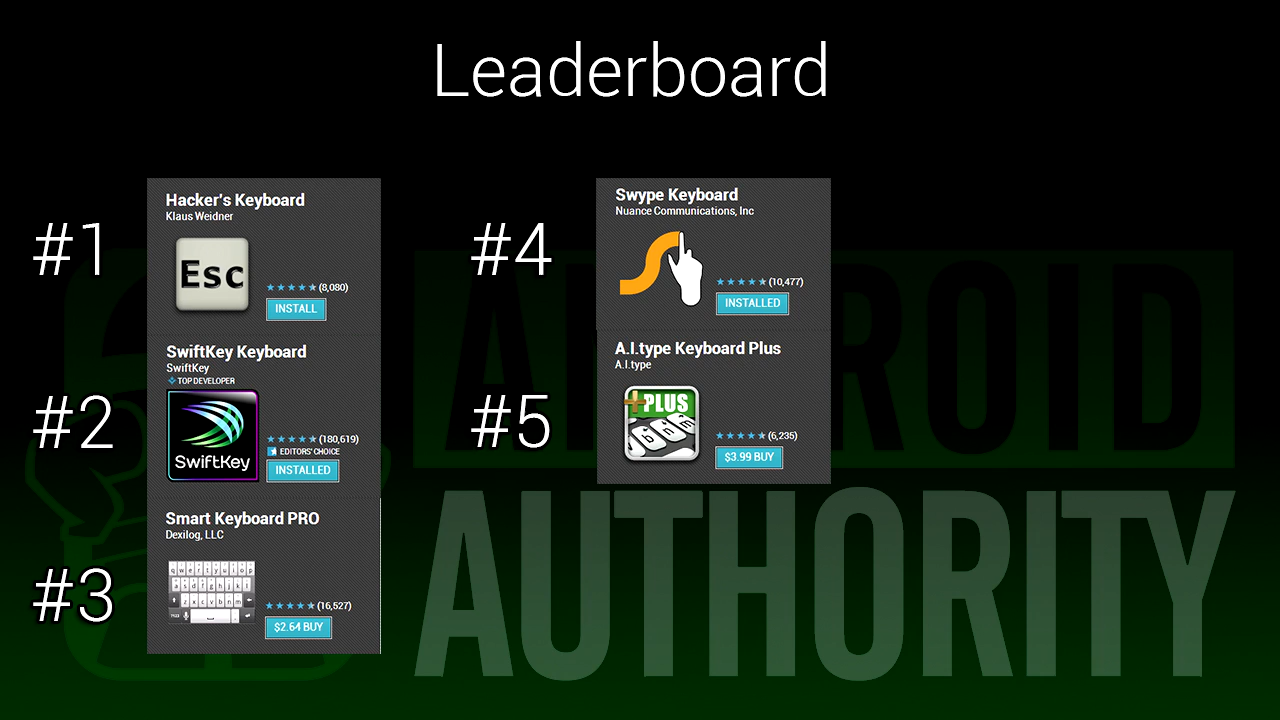 Leaderboard
#1
Hacker's Keyboard
Klaus Weidner
Esc
(8,080)
INSTALL
#2
SwiftKey Keyboard
SwiftKey
TOP DEVELOPER
SwiftKey
(180,619)
EDITORS' CHOICE
INSTALLED
#3
Smart Keyboard PRO
Dexilog, LLC
q w e r t y u i o p
a s d f g h j k l
z x c v b n m
(16,527)
$2.64 BUY
#4
Swype Keyboard
Nuance Communications, Inc
(10,477)
INSTALLED
#5
A.I.type Keyboard Plus
A.I.type
+PLUS
b n m
(6,235)
$3.99 BUY
ANDROID
AUTHORITY